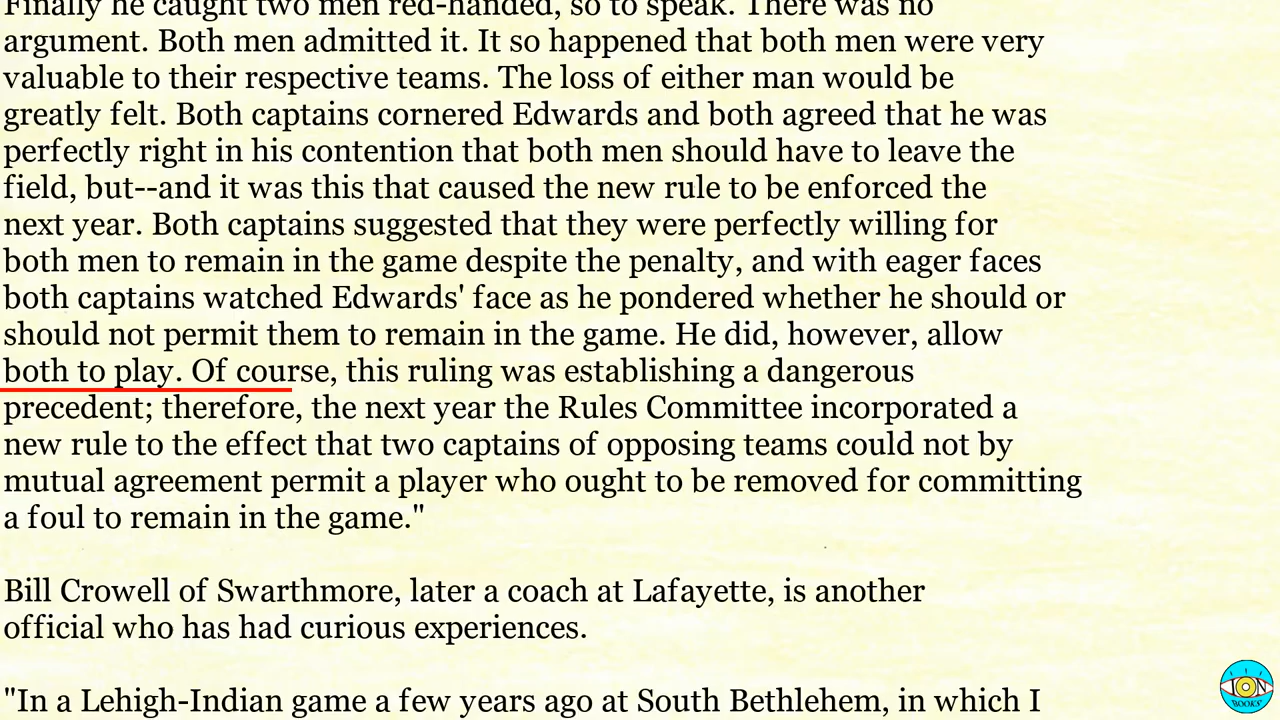 Finally he caught two men red-handed, so to speak. There was no
argument. Both men admitted it. It so happened that both men were very
valuable to their respective teams. The loss of either man would be
greatly felt. Both captains cornered Edwards and both agreed that he was
perfectly right in his contention that both men should have to leave the
field, but--and it was this that caused the new rule to be enforced the
next year. Both captains suggested that they were perfectly willing for
both men to remain in the game despite the penalty, and with eager faces
both captains watched Edwards' face as he pondered whether he should or
should not permit them to remain in the game. He did, however, allow
both to play. Of course, this ruling was establishing a dangerous
precedent; therefore, the next year the Rules Committee incorporated a
new rule to the effect that two captains of opposing teams could not by
mutual agreement permit a player who ought to be removed for committing
a foul to remain in the game."
Bill Crowell of Swarthmore, later a coach at Lafayette, is another
official who has had curious experiences.
"In a Lehigh-Indian game a few years ago at South Bethlehem, in which I
ION
BOOKS